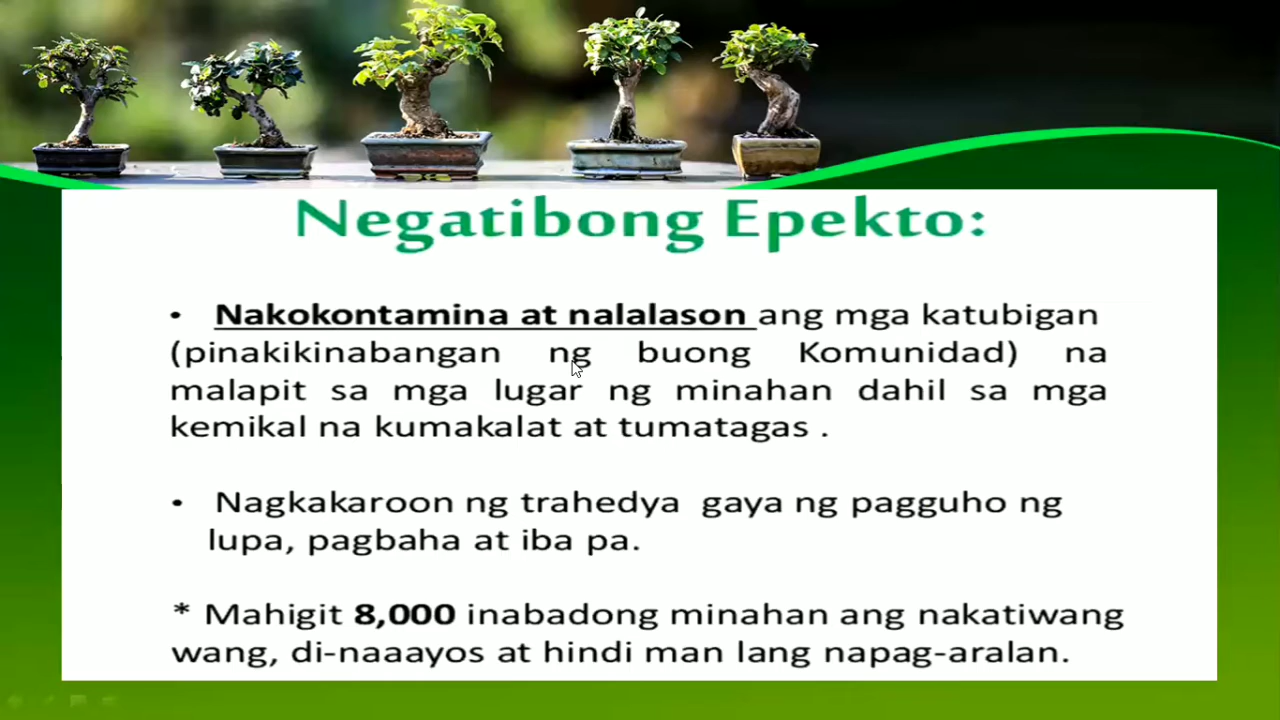 Negatibong Epekto:
• Nakokontamina at nalalason ang mga katubigan
(pinakikinabangan ng buong Komunidad) na
malapit sa mga lugar ng minahan dahil sa mga
kemikal na kumakalat at tumatagas .
• Nagkakaroon ng trahedya gaya ng pagguho ng
lupa, pagbaha at iba pa.
* Mahigit 8,000 inabadong minahan ang nakatiwang
wang, di-naaayos at hindi man lang napag-aralan.